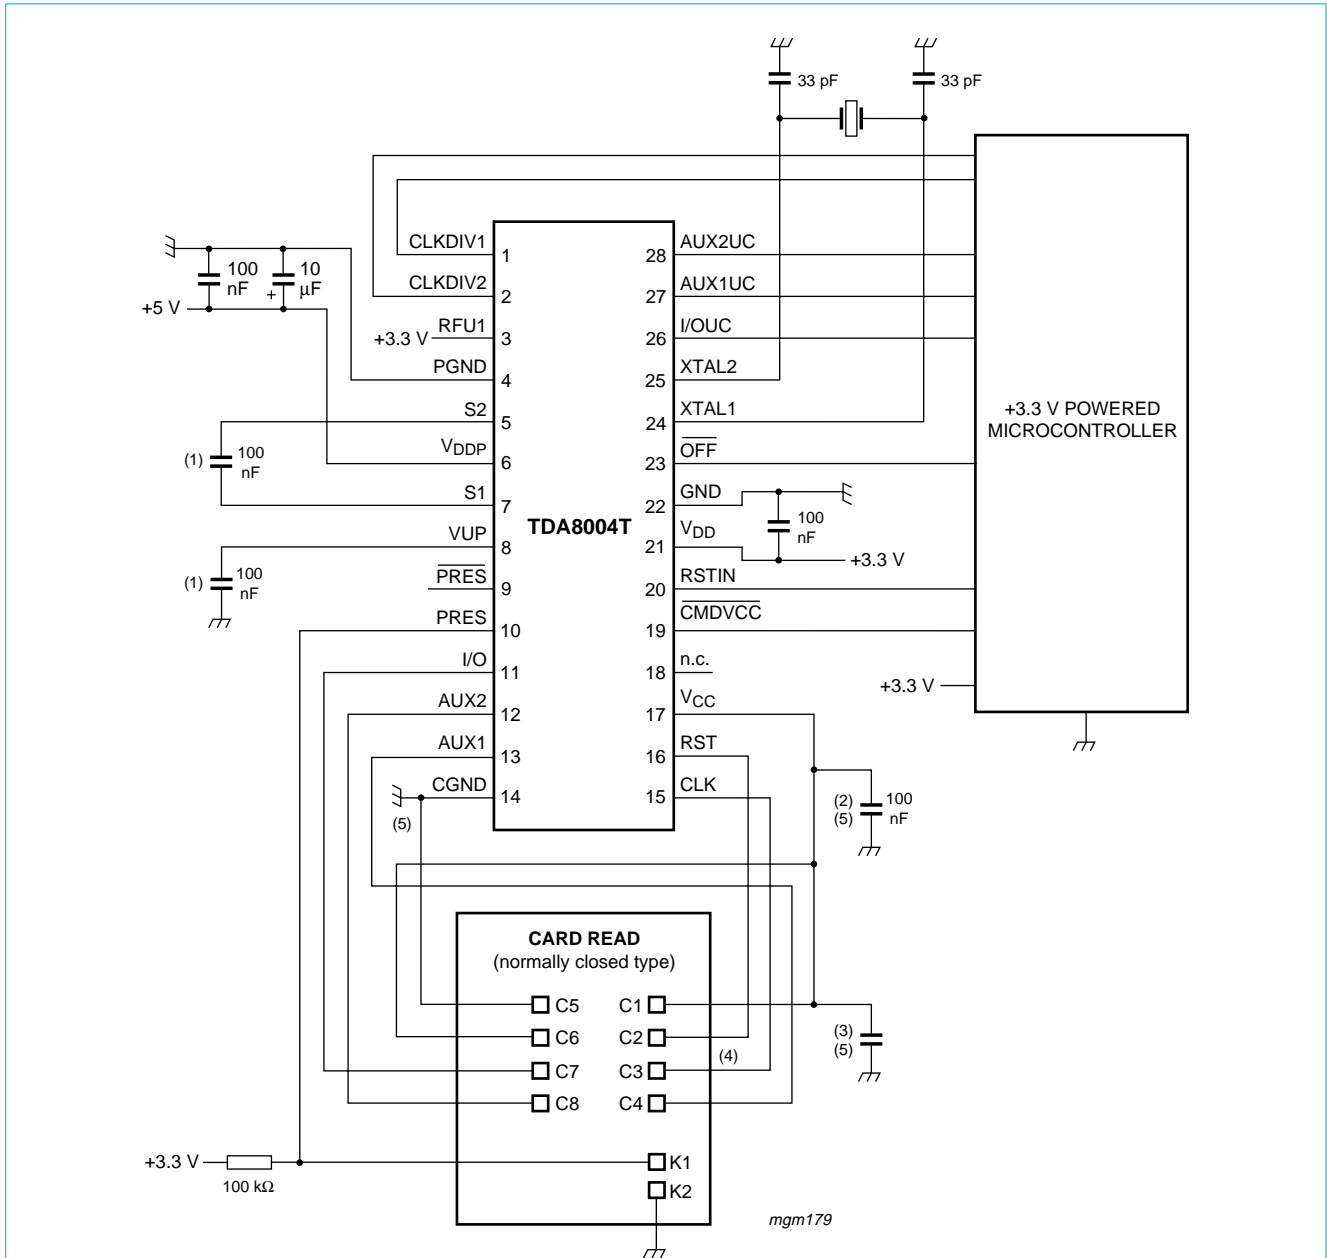 33 pF
33 pF
+3.3 V POWERED
MICROCONTROLLER
+3.3 V
100
nF
10
µF
+
+5 V
+3.3 V
(1)
100
nF
(1)
100
nF
CLKDIV1
1
CLKDIV2
2
RFU1
3
PGND
4
S2
5
VDDP
6
S1
7
VUP
8
PRES
9
PRES
10
I/O
11
AUX2
12
AUX1
13
CGND
14
(5)
TDA8004T
28
AUX2UC
27
AUX1UC
26
I/OUC
25
XTAL2
24
XTAL1
23
OFF
22
GND
21
VDD
20
RSTIN
19
CMDVCC
18
n.c.
17
VCC
16
RST
15
CLK
100
nF
+3.3 V
(2)
(5)
100
nF
CARD READ
(normally closed type)
C5
C1
C6
C2
C7
C3
C8
C4
(4)
(3)
(5)
+3.3 V
100 kΩ
K1
K2
mgm179